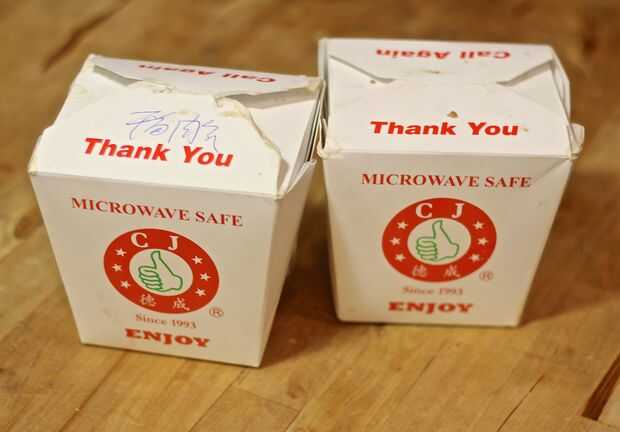 Call Again
Thank You
MICROWAVE SAFE
CJ
德成
®
Since 1993
ENJOY
Call Again
Thank You
MICROWAVE SAFE
CJ
德成
®
Since 1993
ENJOY